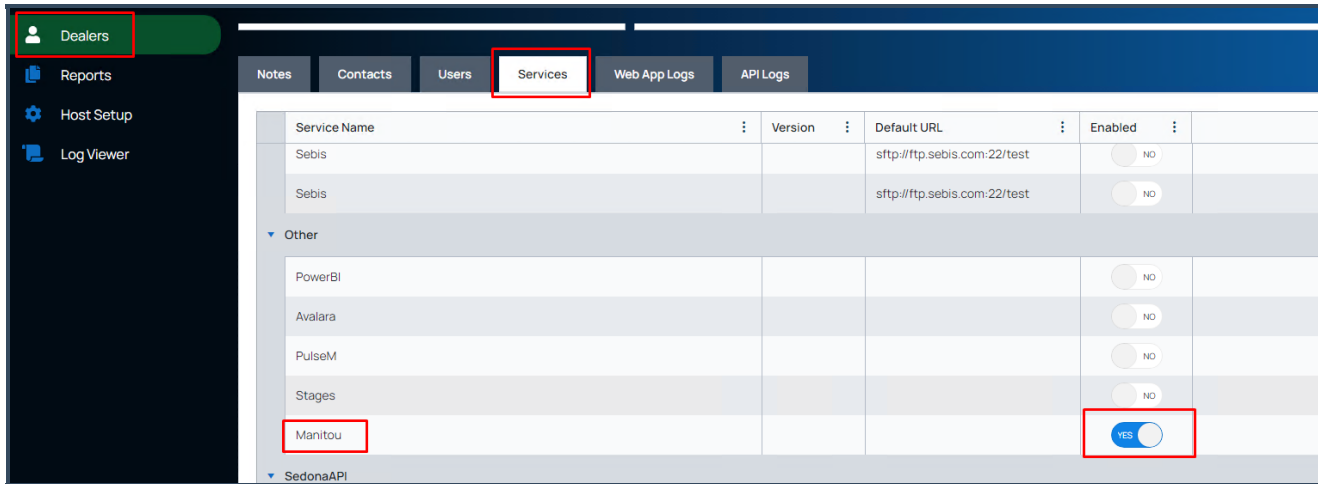 Dealers
Reports
Host Setup
Log Viewer
Notes Contacts Users Services Web App Logs API Logs
Service Name Version Default URL Enabled
Sebis sftp://ftp.sebis.com:22/test NO
Sebis sftp://ftp.sebis.com:22/test NO
Other
PowerBI NO
Avalara NO
PulseM NO
Stages NO
Manitou YES
SedonaAPI